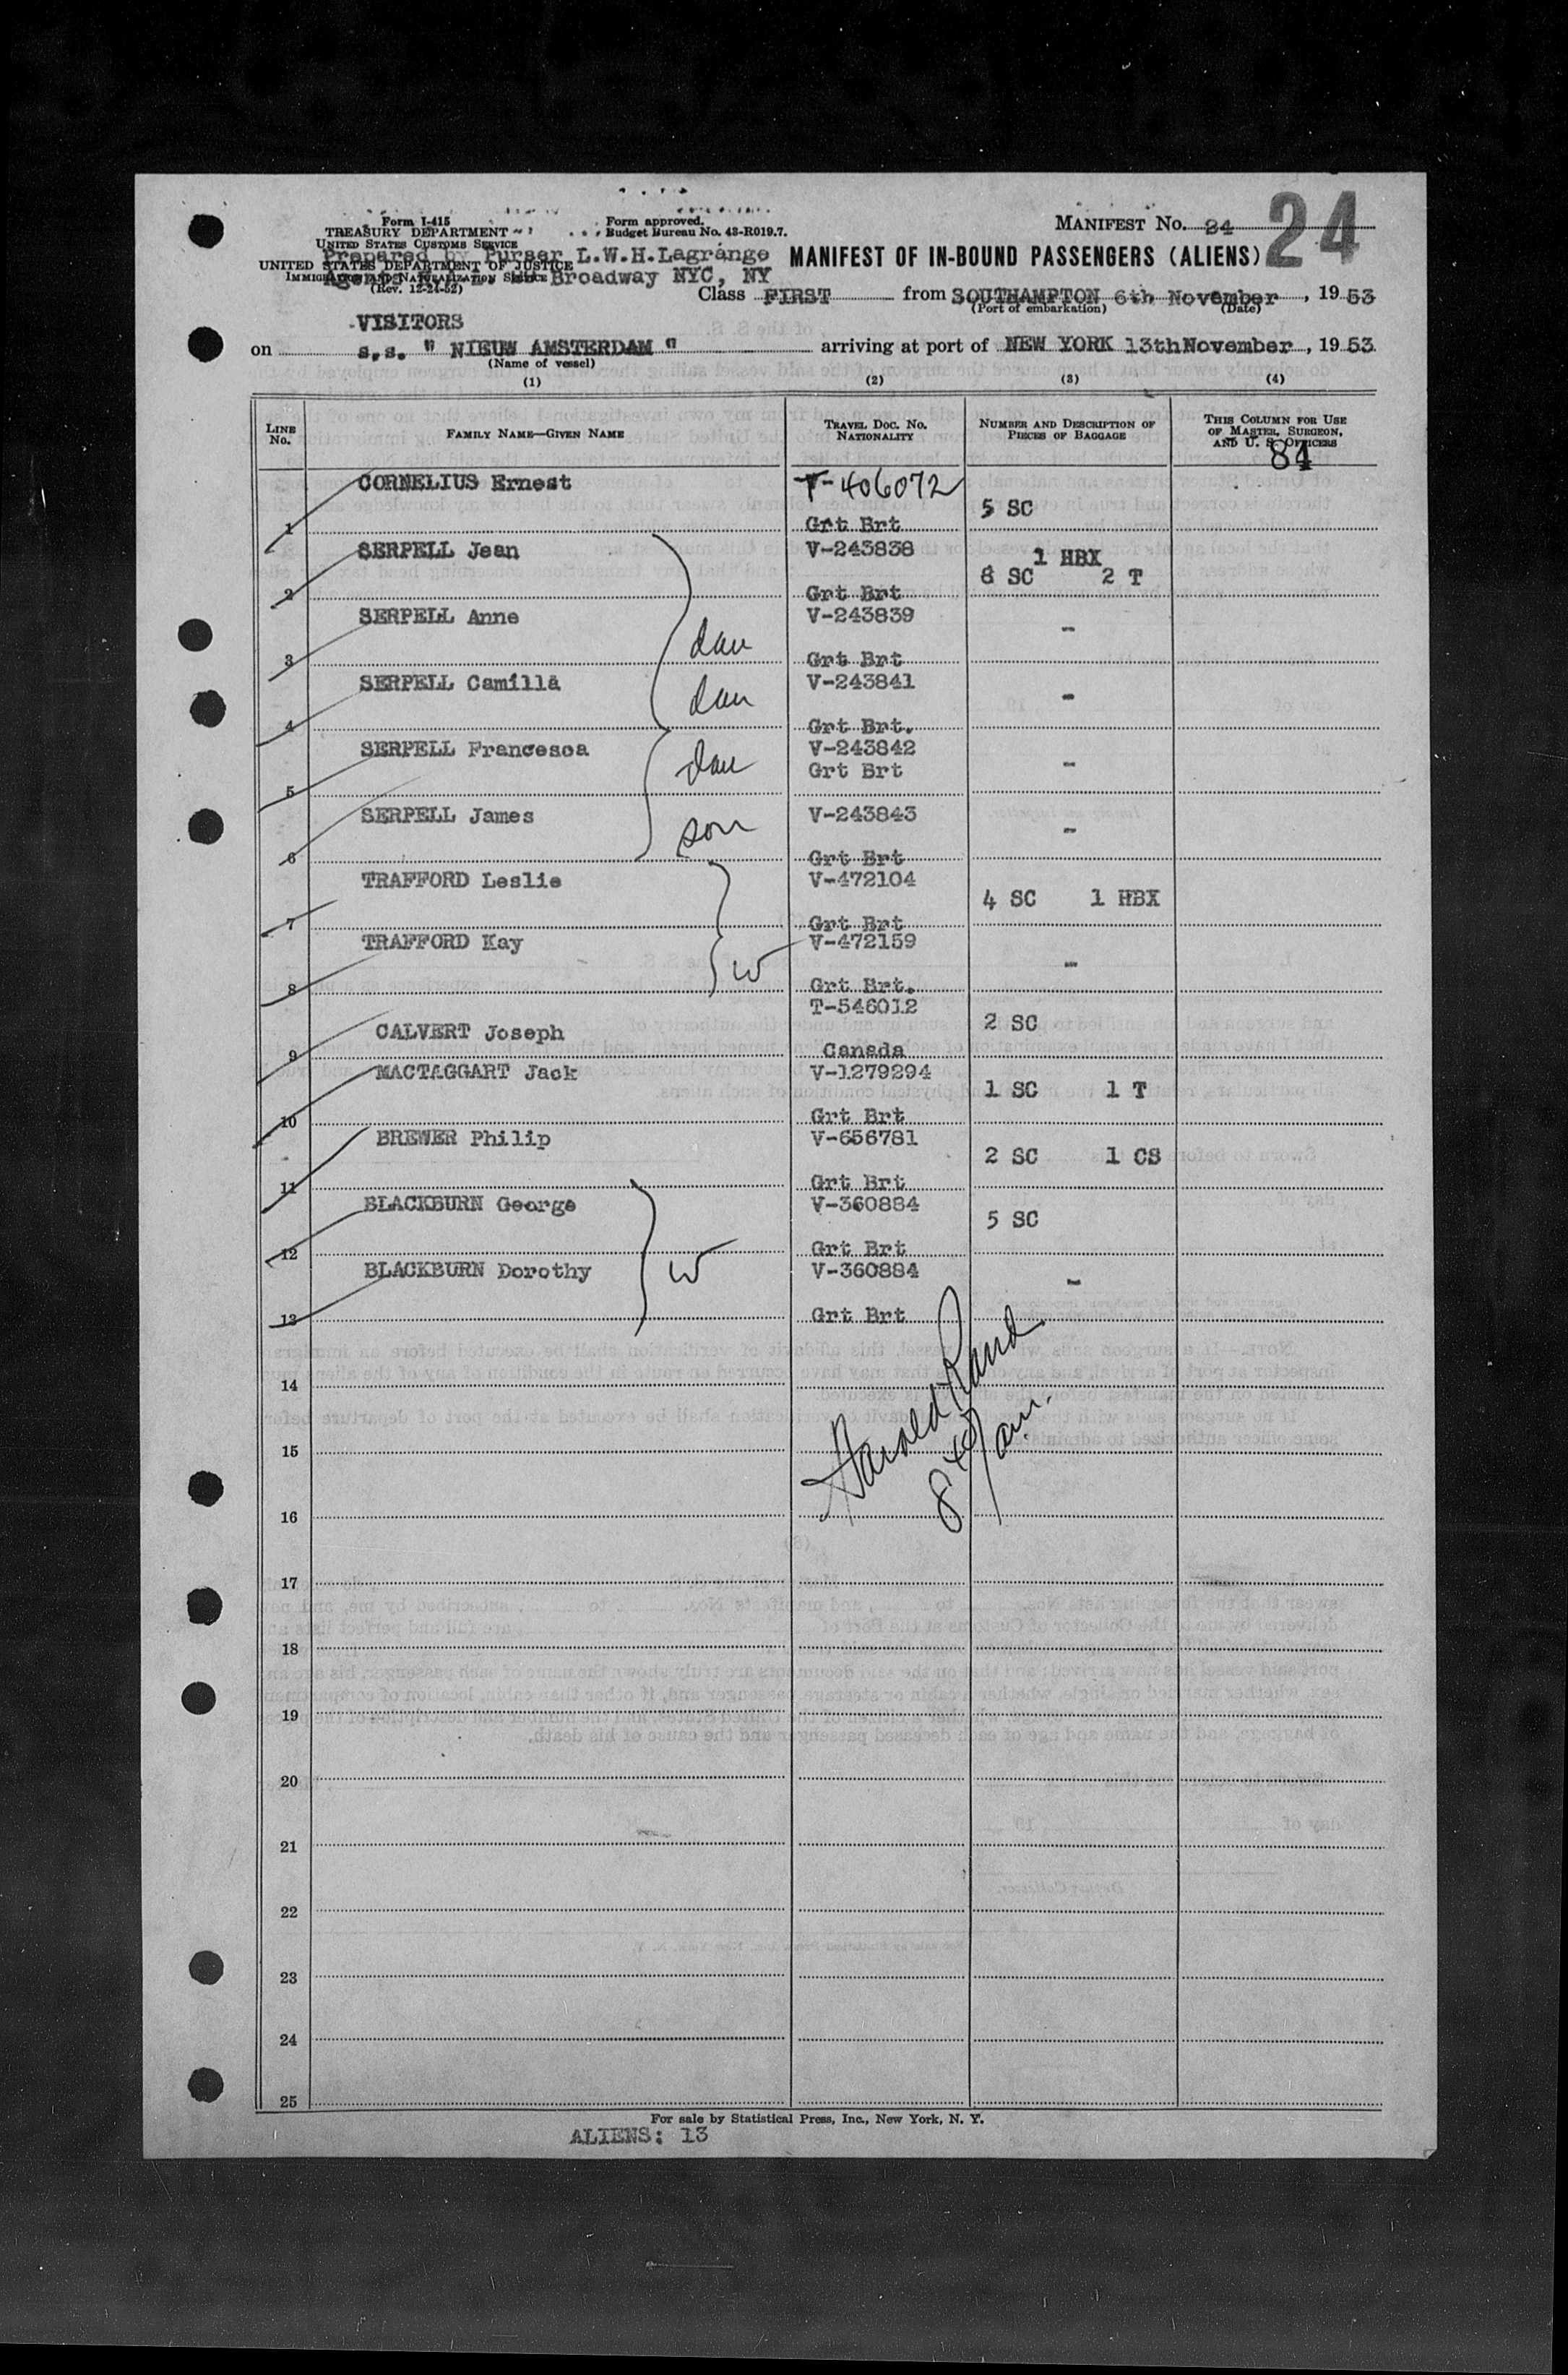 Form I-415
TREASURY DEPARTMENT
UNITED STATES CUSTOMS SERVICE
UNITED STATES DEPARTMENT OF JUSTICE
IMMIGRATION AND NATURALIZATION SERVICE
(Rev. 12-24-52)
Form approved.
Budget Bureau No. 43-R019.7.
Prepared by Purser L.W.H.Lagrange
Broadway NYC, NY
MANIFEST NO. 24
24
MANIFEST OF IN-BOUND PASSENGERS (ALIENS)
Class FIRST from SOUTHAMPTON 6th November, 19 53
(Port of embarkation) (Date)
VISITORS
on s.s. " NIEUW AMSTERDAM " arriving at port of NEW YORK 13thNovember, 19 53
(Name of vessel)
(1) (2) (3) (4)
LINE NO. FAMILY NAME—GIVEN NAME TRAVEL DOC. NO. NATIONALITY NUMBER AND DESCRIPTION OF PIECES OF BAGGAGE THIS COLUMN FOR USE OF MASTER, SURGEON, AND U. S. OFFICERS
84
CORNELIUS Ernest T-406072
5 SC
1 Grt Brt
SERPELL Jean V-243838 1 HBX
8 SC 2 T
2 Grt Brt
SERPELL Anne V-243839 -
dau
3 Grt Brt
SERPELL Camilla V-243841 -
dau
4 Grt Brt.
SERPELL Francesca V-243842
dau Grt Brt -
5
SERPELL James V-243843 -
son
6 Grt Brt
TRAFFORD Leslie V-472104
4 SC 1 HBX
7 Grt Brt
TRAFFORD Kay V-472159
w -
8 Grt Brt.
T-546012
CALVERT Joseph 2 SC
9 Canada
MACTAGGART Jack V-1279294
1 SC 1 T
10 Grt Brt
BREWER Philip V-656781
2 SC 1 CS
11 Grt Brt
BLACKBURN George V-360884
5 SC
12 Grt Brt
BLACKBURN Dorothy w V-360884 -
13 Grt Brt
Harold Rand
14
15
16
17
18
19
20
21
22
23
24
25
For sale by Statistical Press, Inc., New York, N. Y.
ALIENS: 13